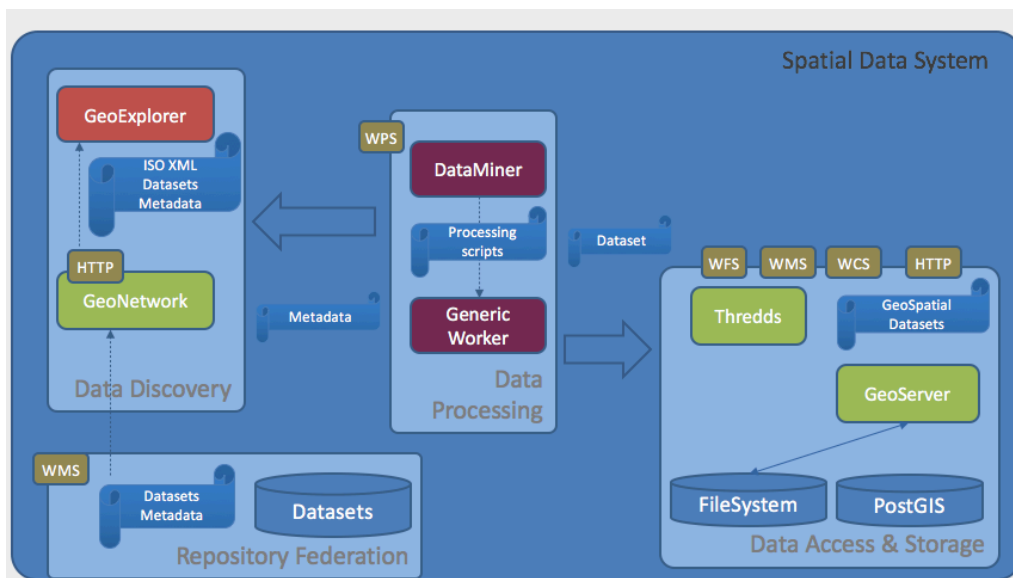 Spatial Data System
GeoExplorer
ISO XML
Datasets
Metadata
HTTP
GeoNetwork
Data Discovery
Metadata
WPS
DataMiner
Processing
scripts
Generic
Worker
Data
Processing
Dataset
WFS
WMS
WCS
HTTP
Thredds
GeoSpatial
Datasets
GeoServer
FileSystem
PostGIS
Data Access & Storage
WMS
Datasets
Metadata
Datasets
Repository Federation